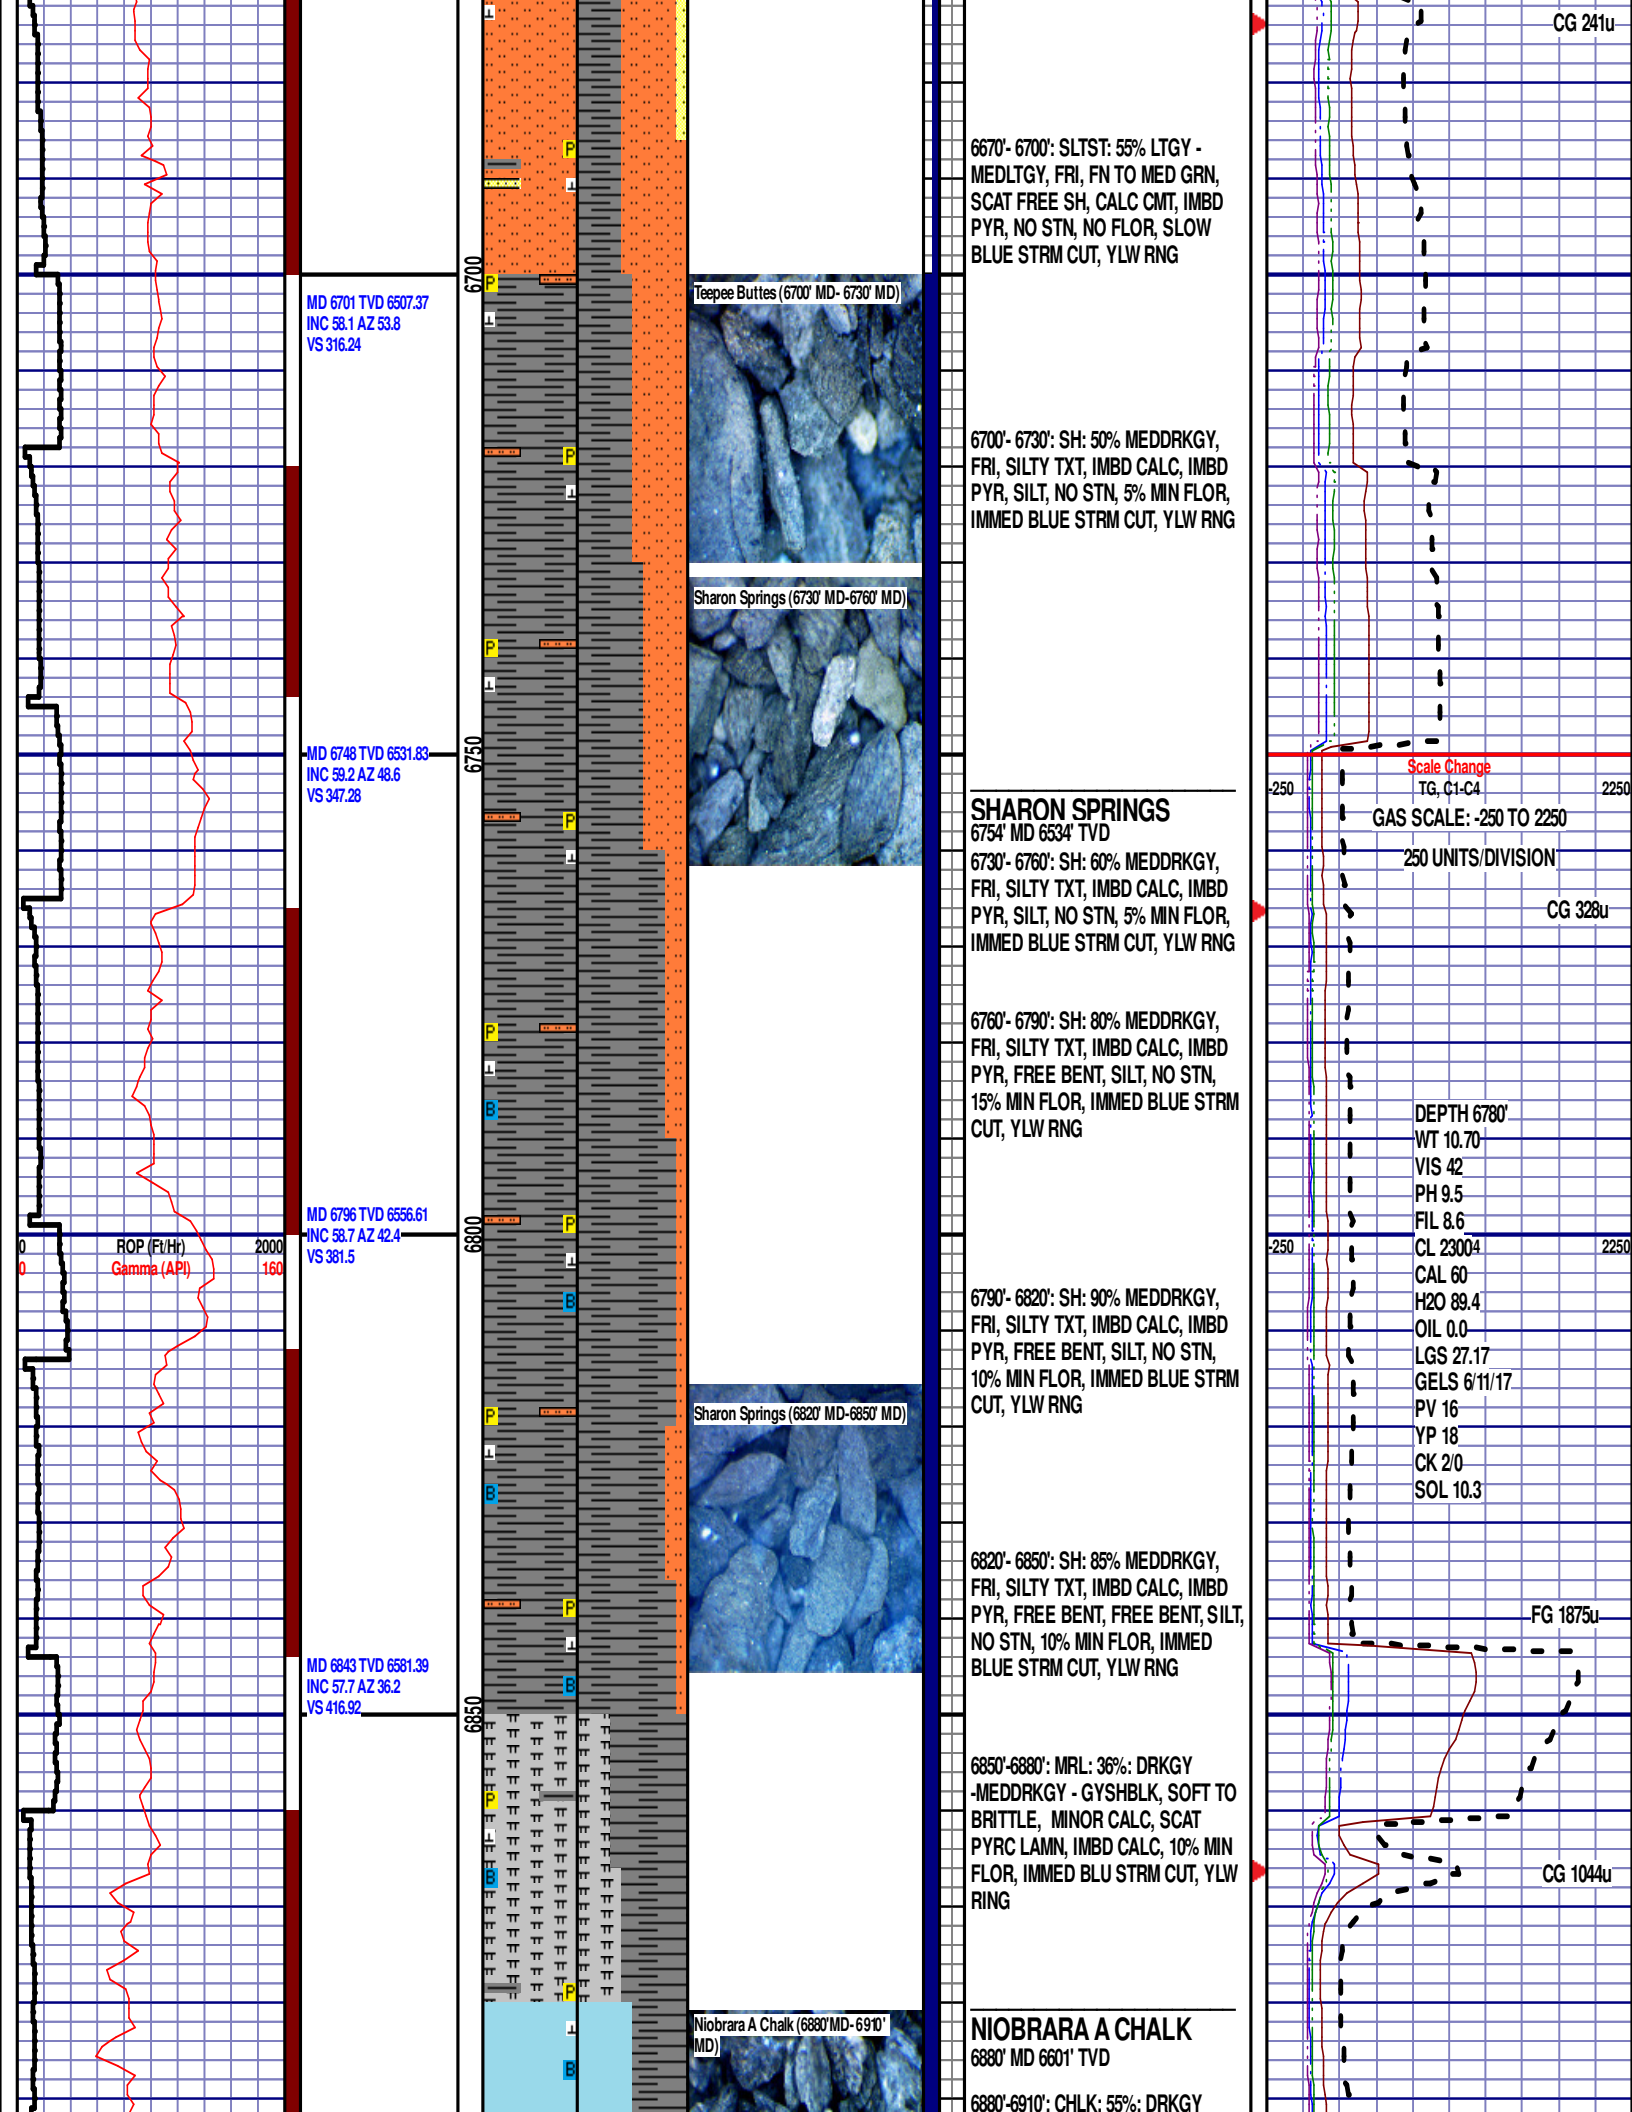 CG 241u
6670'- 6700': SLTST: 55% LTGY -
MEDLTGY, FRI, FN TO MED GRN,
SCAT FREE SH, CALC CMT, IMBD
PYR, NO STN, NO FLOR, SLOW
BLUE STRM CUT, YLW RNG
6700
MD 6701 TVD 6507.37
INC 58.1 AZ 53.8
VS 316.24
Teepee Buttes (6700' MD- 6730' MD)
6700'- 6730': SH: 50% MEDDRKGY,
FRI, SILTY TXT, IMBD CALC, IMBD
PYR, SILT, NO STN, 5% MIN FLOR,
IMMED BLUE STRM CUT, YLW RNG
Sharon Springs (6730' MD-6760' MD)
MD 6748 TVD 6531.83
INC 59.2 AZ 48.6
VS 347.28
6750
Scale Change
-250 TG, C1-C4 2250
GAS SCALE: -250 TO 2250
250 UNITS/DIVISION
SHARON SPRINGS
6754' MD 6534' TVD
6730'- 6760': SH: 60% MEDDRKGY,
FRI, SILTY TXT, IMBD CALC, IMBD
PYR, SILT, NO STN, 5% MIN FLOR,
IMMED BLUE STRM CUT, YLW RNG
CG 328u
6760'- 6790': SH: 80% MEDDRKGY,
FRI, SILTY TXT, IMBD CALC, IMBD
PYR, FREE BENT, SILT, NO STN,
15% MIN FLOR, IMMED BLUE STRM
CUT, YLW RNG
DEPTH 6780'
WT 10.70
VIS 42
PH 9.5
FIL 8.6
CL 2300
CAL 60
H2O 89.4
OIL 0.0
LGS 27.17
GELS 6/11/17
PV 16
YP 18
CK 2/0
SOL 10.3
MD 6796 TVD 6556.61
INC 58.7 AZ 42.4
VS 381.5
6800
0 ROP (Ft/Hr) 2000
0 Gamma (API) 160
-250 2250
6790'- 6820': SH: 90% MEDDRKGY,
FRI, SILTY TXT, IMBD CALC, IMBD
PYR, FREE BENT, SILT, NO STN,
10% MIN FLOR, IMMED BLUE STRM
CUT, YLW RNG
Sharon Springs (6820' MD-6850' MD)
6820'- 6850': SH: 85% MEDDRKGY,
FRI, SILTY TXT, IMBD CALC, IMBD
PYR, FREE BENT, FREE BENT, SILT,
NO STN, 10% MIN FLOR, IMMED
BLUE STRM CUT, YLW RNG
FG 1875u
MD 6843 TVD 6581.39
INC 57.7 AZ 36.2
VS 416.92
6850
6850'-6880': MRL: 36%: DRKGY
-MEDDRKGY - GYSHBLK, SOFT TO
BRITTLE, MINOR CALC, SCAT
PYRC LAMN, IMBD CALC, 10% MIN
FLOR, IMMED BLU STRM CUT, YLW
RING
CG 1044u
Niobrara A Chalk (6880'MD- 6910'
MD)
NIOBRARA A CHALK
6880' MD 6601' TVD
6880'-6910': CHLK: 55%: DRKGY